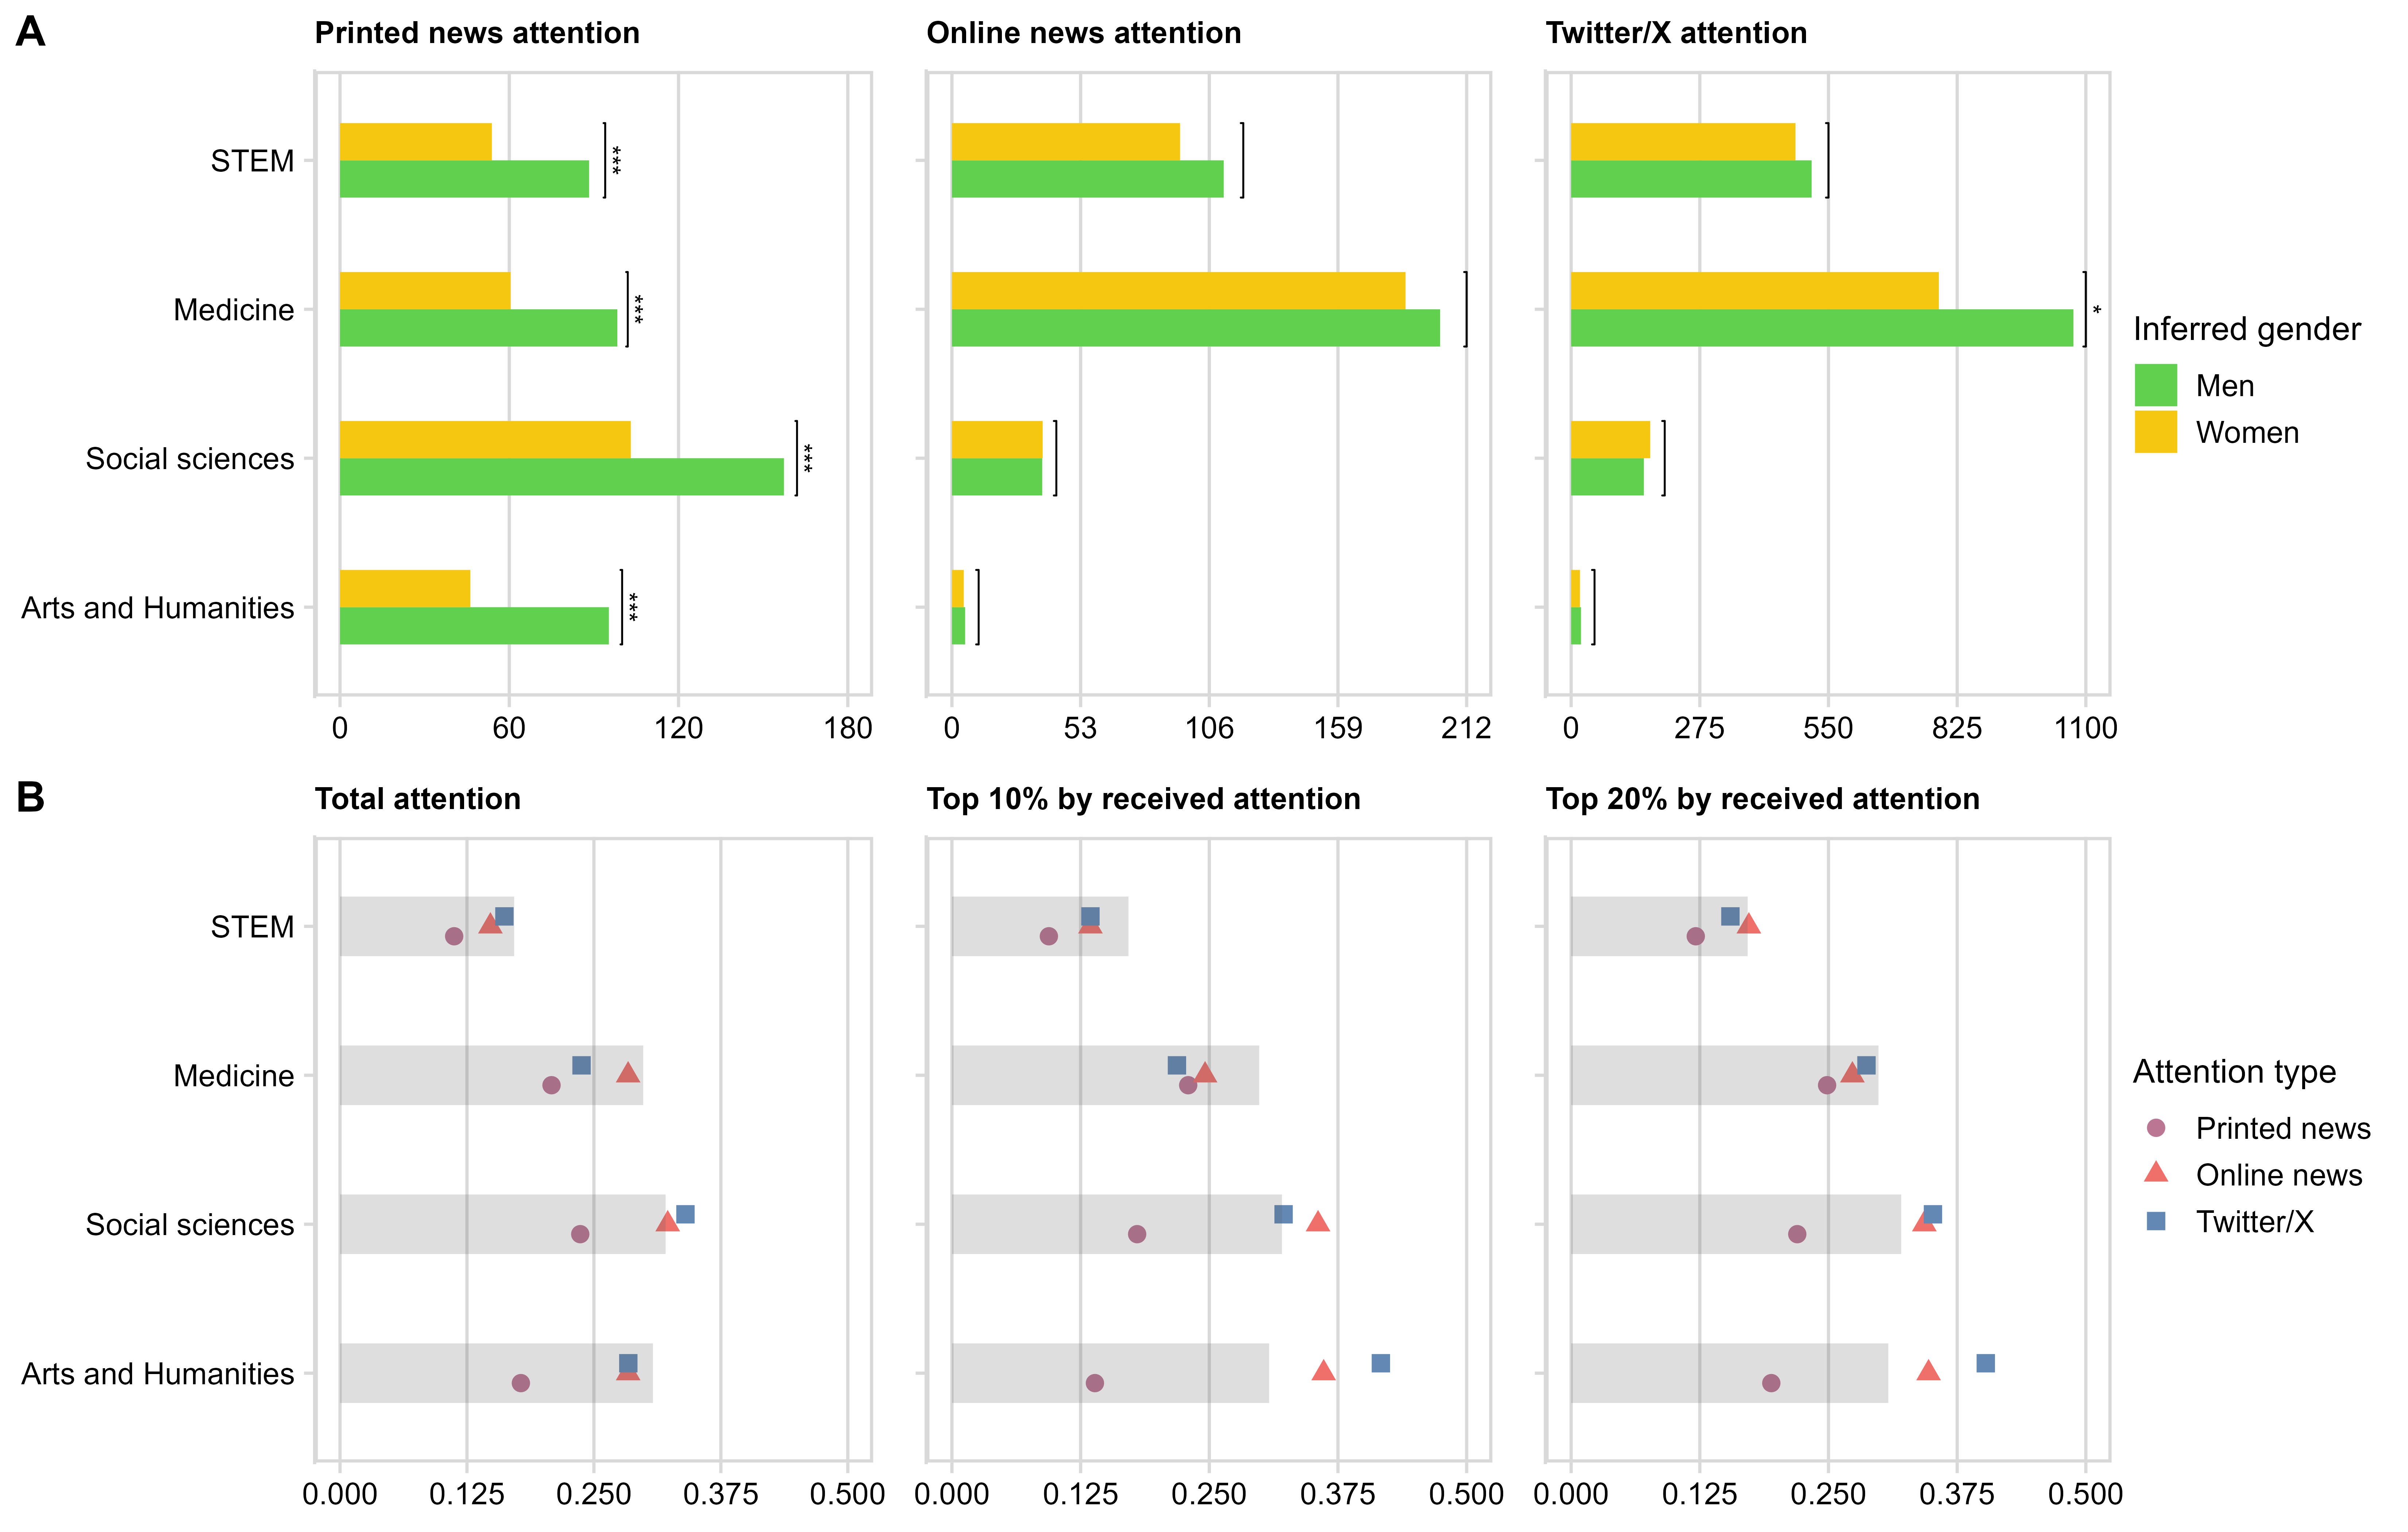 A
Printed news attention
Online news attention
Twitter/X attention
STEM
***
Medicine
***
*
Social sciences
***
Arts and Humanities
***
0 60 120 180
0 53 106 159 212
0 275 550 825 1100
Inferred gender
Men
Women
B
Total attention
Top 10% by received attention
Top 20% by received attention
STEM
Medicine
Social sciences
Arts and Humanities
0.000 0.125 0.250 0.375 0.500
0.000 0.125 0.250 0.375 0.500
0.000 0.125 0.250 0.375 0.500
Attention type
Printed news
Online news
Twitter/X